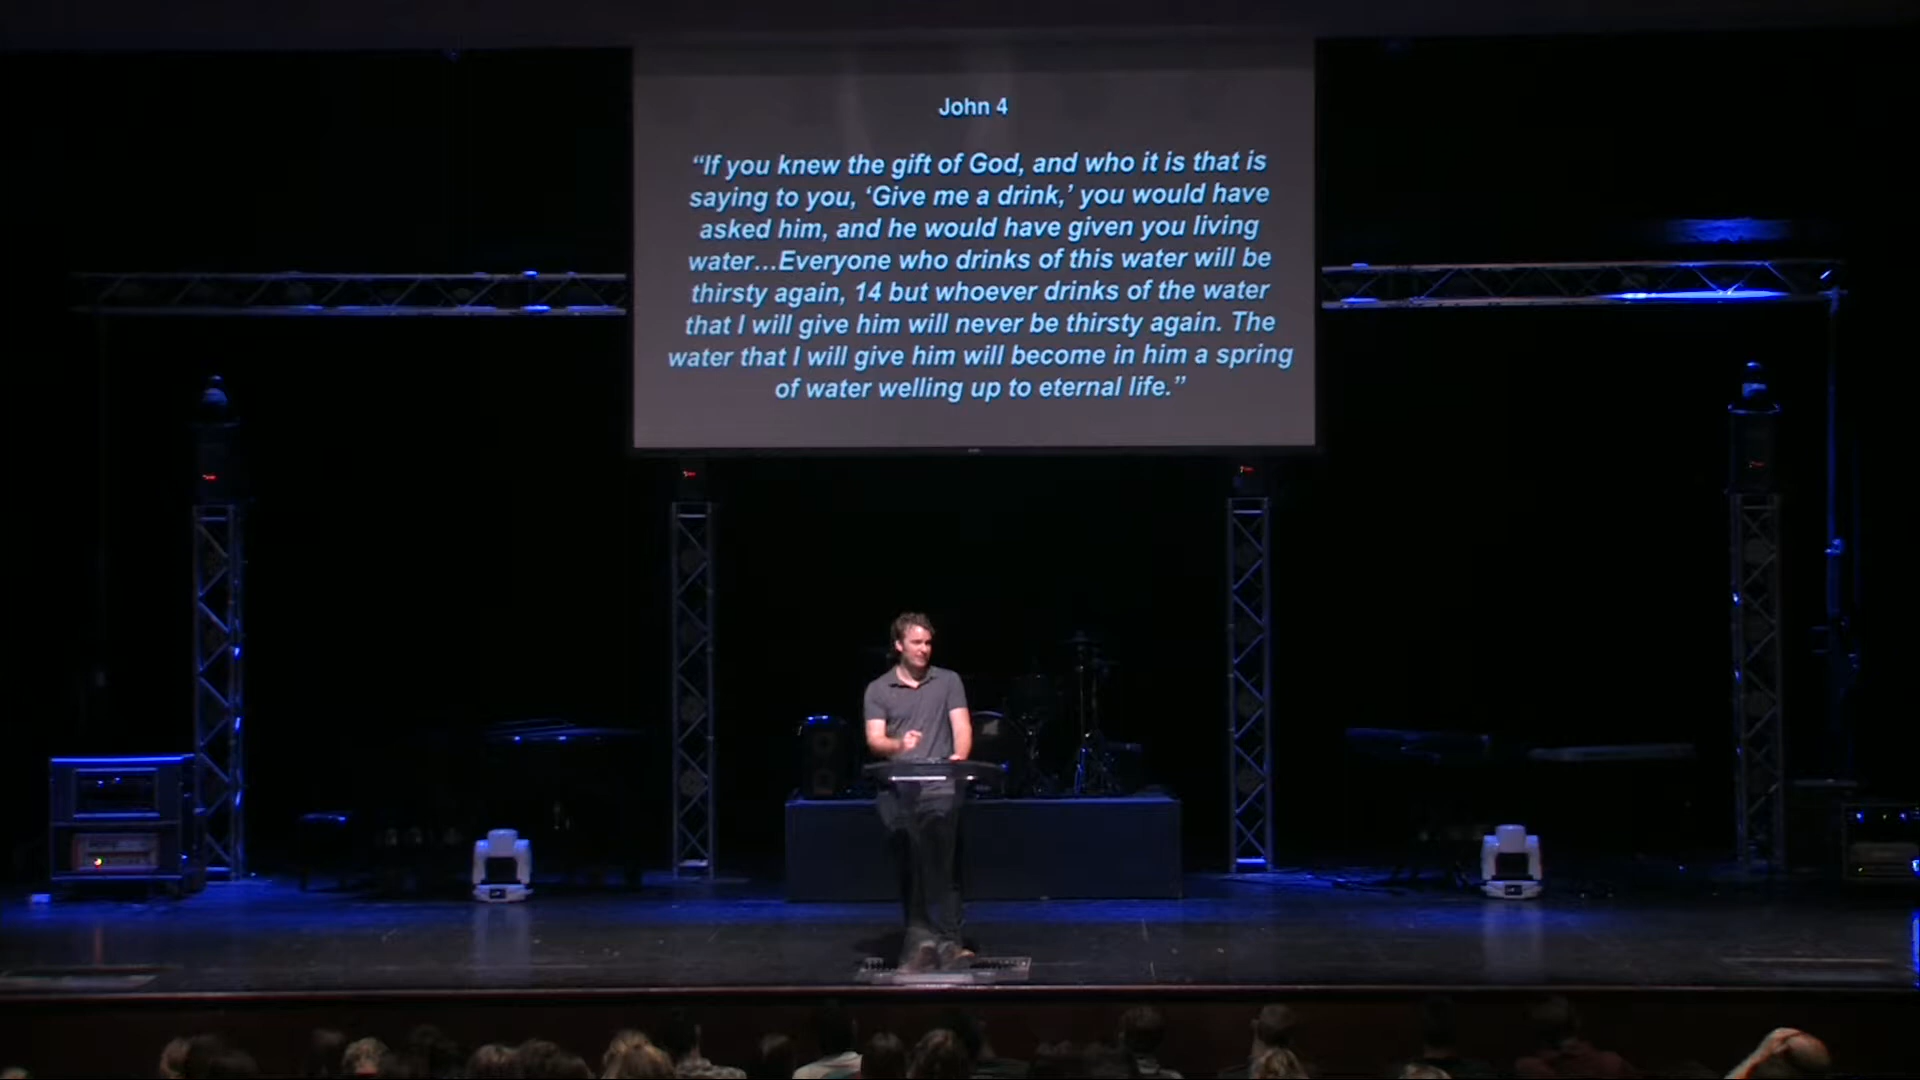 John 4
“If you knew the gift of God, and who it is that is
saying to you, ‘Give me a drink,’ you would have
asked him, and he would have given you living
water…Everyone who drinks of this water will be
thirsty again, 14 but whoever drinks of the water
that I will give him will never be thirsty again. The
water that I will give him will become in him a spring
of water welling up to eternal life.”